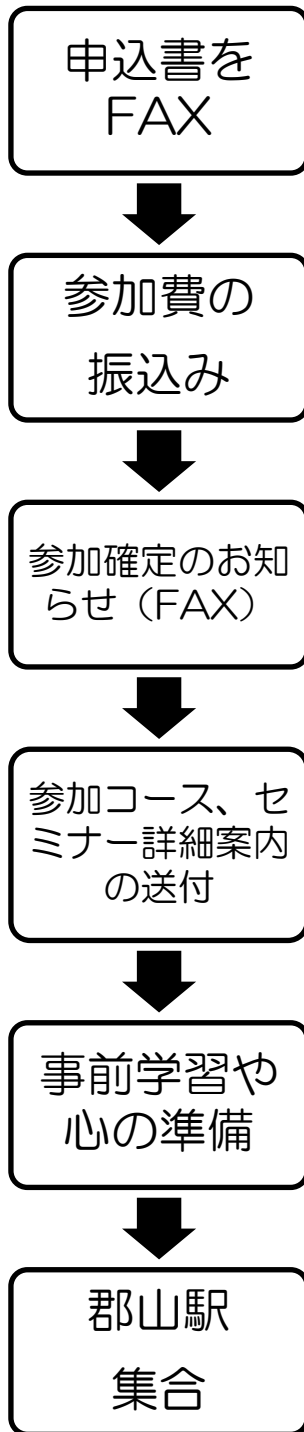 申込書を
FAX
参加費の
振込み
参加確定のお知
らせ（FAX）
参加コース、セ
ミナー詳細案内
の送付
事前学習や
心の準備
郡山駅
集合